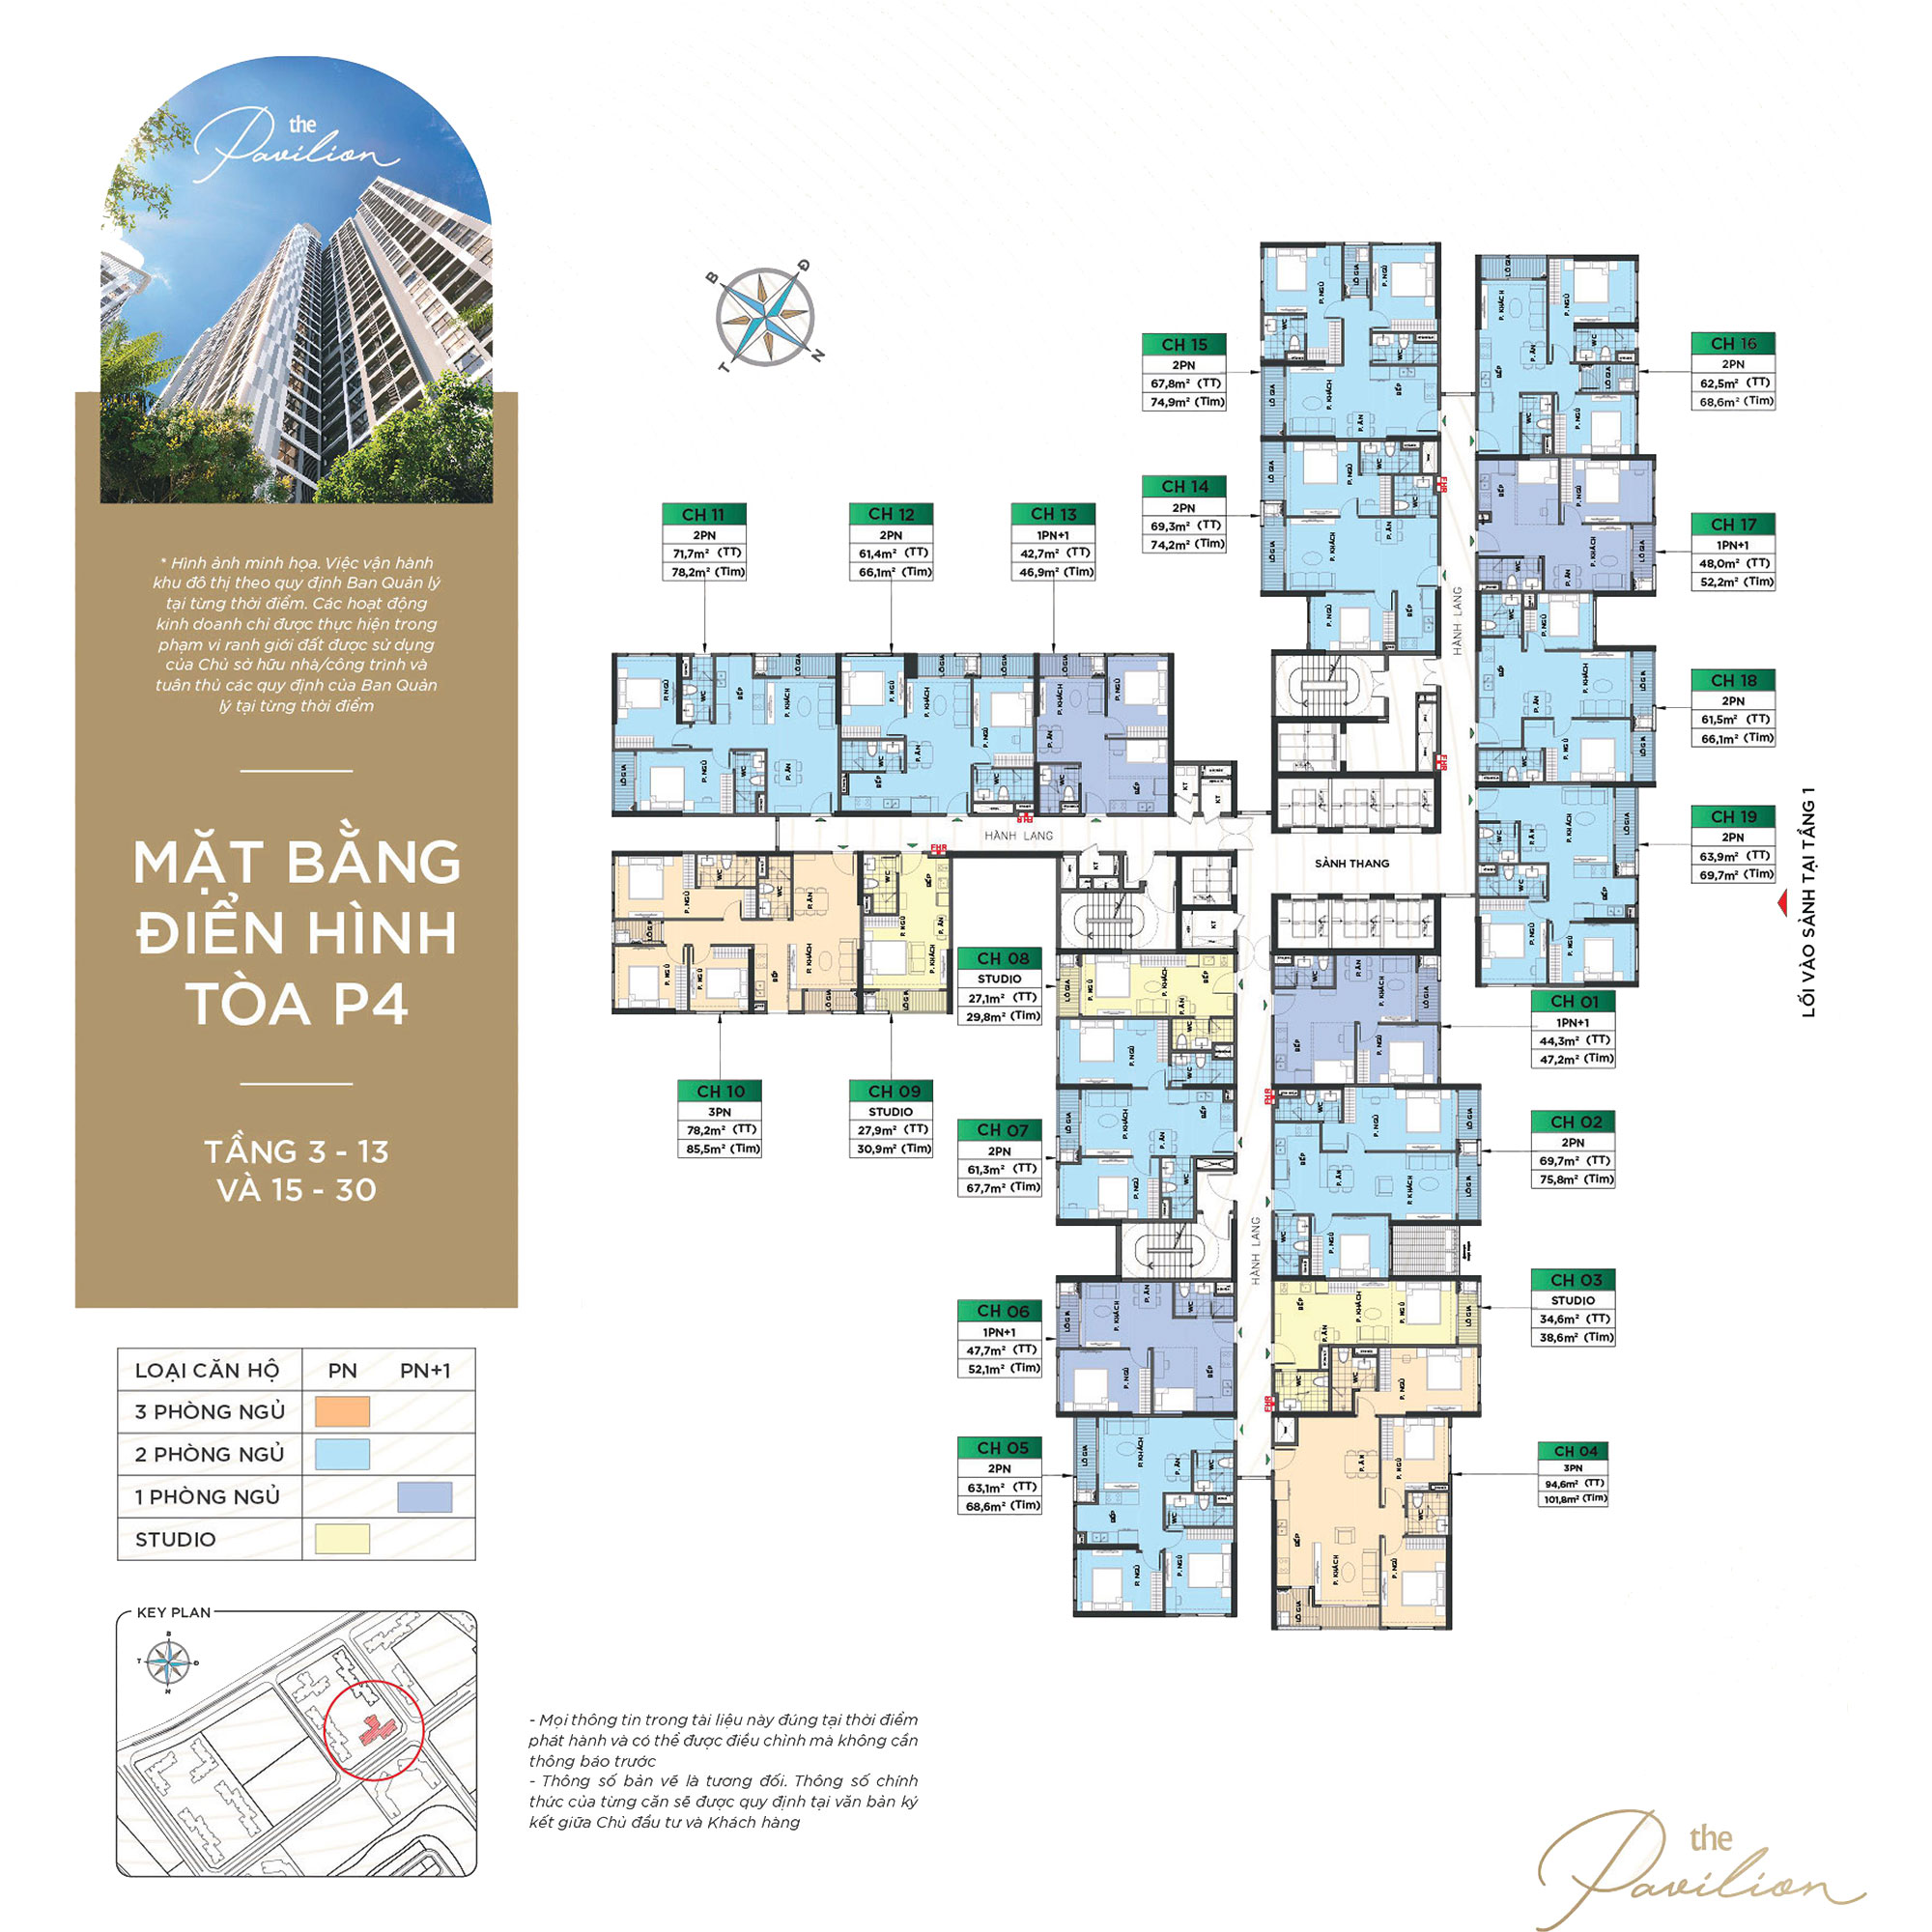 the
Pavilion
* Hình ảnh minh họa. Việc vận hành
khu đô thị theo quy định Ban Quản lý
tại từng thời điểm. Các hoạt động
kinh doanh chỉ được thực hiện trong
phạm vi ranh giới đất được sử dụng
của Chủ sở hữu nhà/công trình và
tuân thủ các quy định của Ban Quản
lý tại từng thời điểm
MẶT BẰNG
ĐIỂN HÌNH
TÒA P4
TẦNG 3 - 13
VÀ 15 - 30
LOẠI CĂN HỘ PN PN+1
3 PHÒNG NGỦ
2 PHÒNG NGỦ
1 PHÒNG NGỦ
STUDIO
KEY PLAN
B
T Đ
N
B Đ
T N
CH 15
2PN
67,8m² (TT)
74,9m² (Tim)
CH 16
2PN
62,5m² (TT)
68,6m² (Tim)
CH 14
2PN
69,3m² (TT)
74,2m² (Tim)
CH 17
1PN+1
48,0m² (TT)
52,2m² (Tim)
CH 11
2PN
71,7m² (TT)
78,2m² (Tim)
CH 12
2PN
61,4m² (TT)
66,1m² (Tim)
CH 13
1PN+1
42,7m² (TT)
46,9m² (Tim)
CH 18
2PN
61,5m² (TT)
66,1m² (Tim)
CH 19
2PN
63,9m² (TT)
69,7m² (Tim)
LỐI VÀO SẢNH TẠI TẦNG 1
HÀNH LANG
HÀNH LANG
SẢNH THANG
HÀNH LANG
CH 08
STUDIO
27,1m² (TT)
29,8m² (Tim)
CH 01
1PN+1
44,3m² (TT)
47,2m² (Tim)
CH 10
3PN
78,2m² (TT)
85,5m² (Tim)
CH 09
STUDIO
27,9m² (TT)
30,9m² (Tim)
CH 07
2PN
61,3m² (TT)
67,7m² (Tim)
CH 02
2PN
69,7m² (TT)
75,8m² (Tim)
CH 06
1PN+1
47,7m² (TT)
52,1m² (Tim)
CH 03
STUDIO
34,6m² (TT)
38,6m² (Tim)
CH 05
2PN
63,1m² (TT)
68,6m² (Tim)
CH 04
3PN
94,6m² (TT)
101,8m² (Tim)
- Mọi thông tin trong tài liệu này đúng tại thời điểm
phát hành và có thể được điều chỉnh mà không cần
thông báo trước
- Thông số bản vẽ là tương đối. Thông số chính
thức của từng căn sẽ được quy định tại văn bản ký
kết giữa Chủ đầu tư và Khách hàng
the
Pavilion